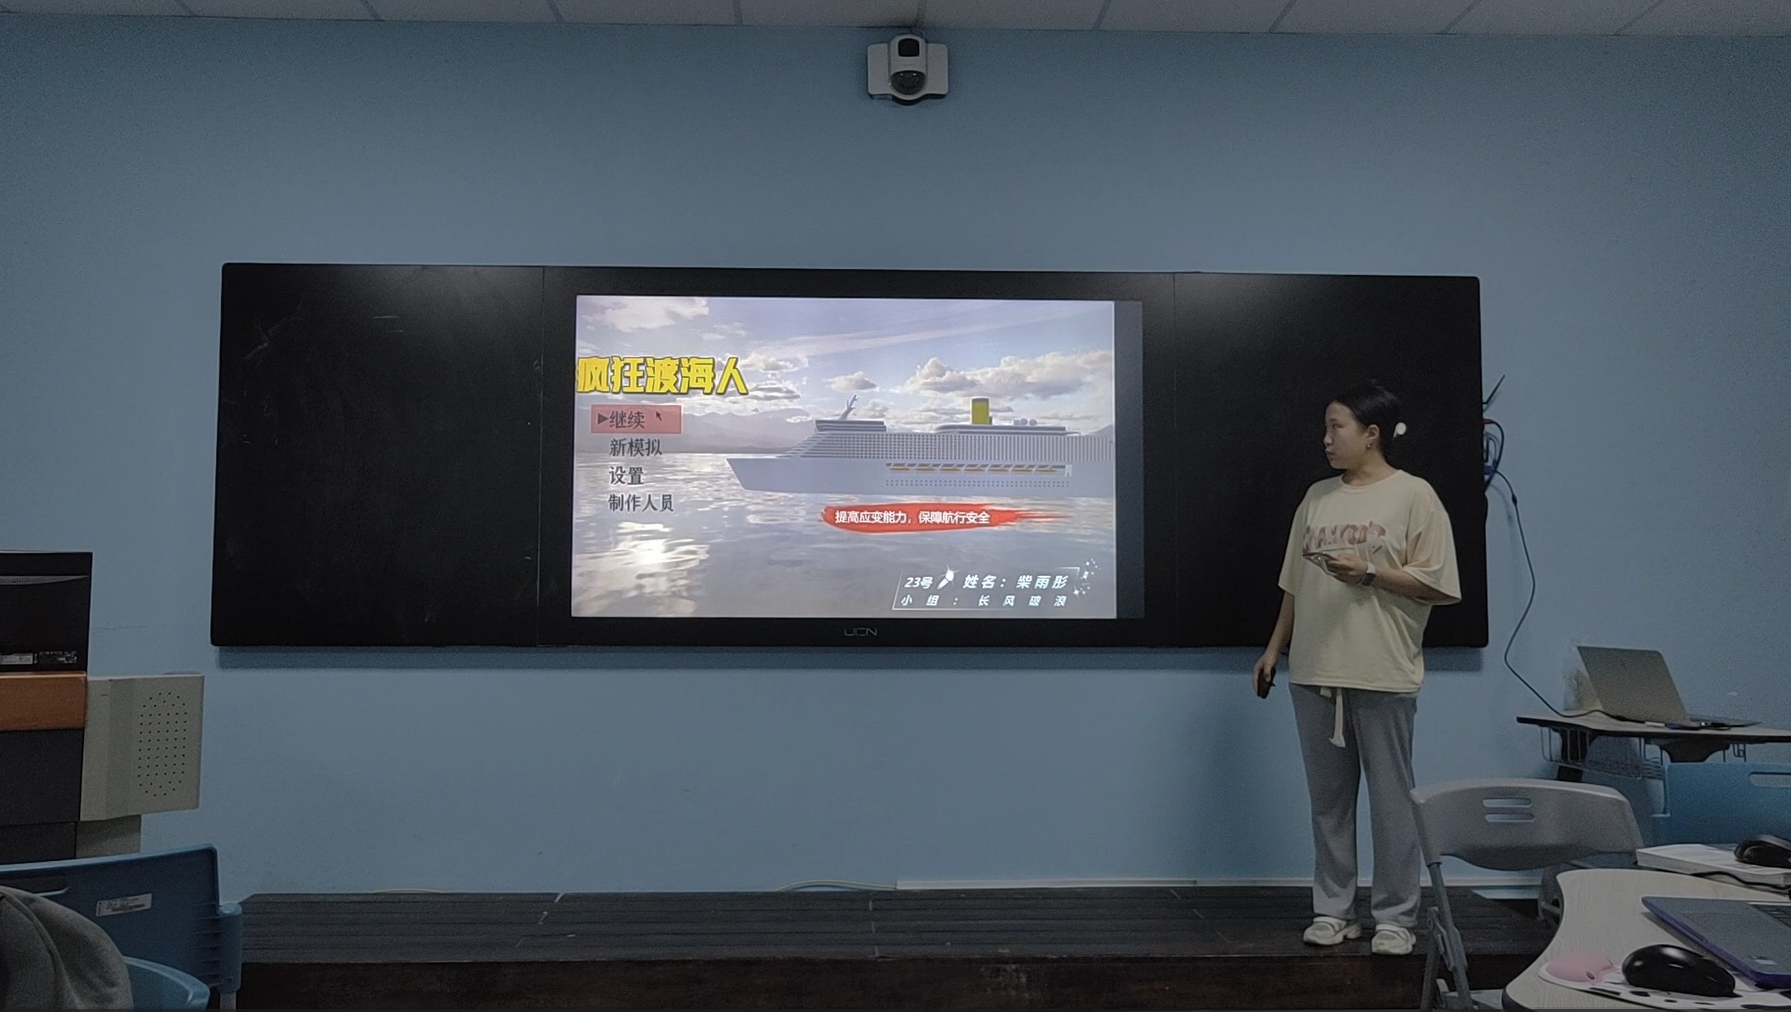 疯狂渡海人
▶继续
新模拟
设置
制作人员
提高应变能力，保障航行安全
23号 姓名：柴雨彤
小组：长风破浪